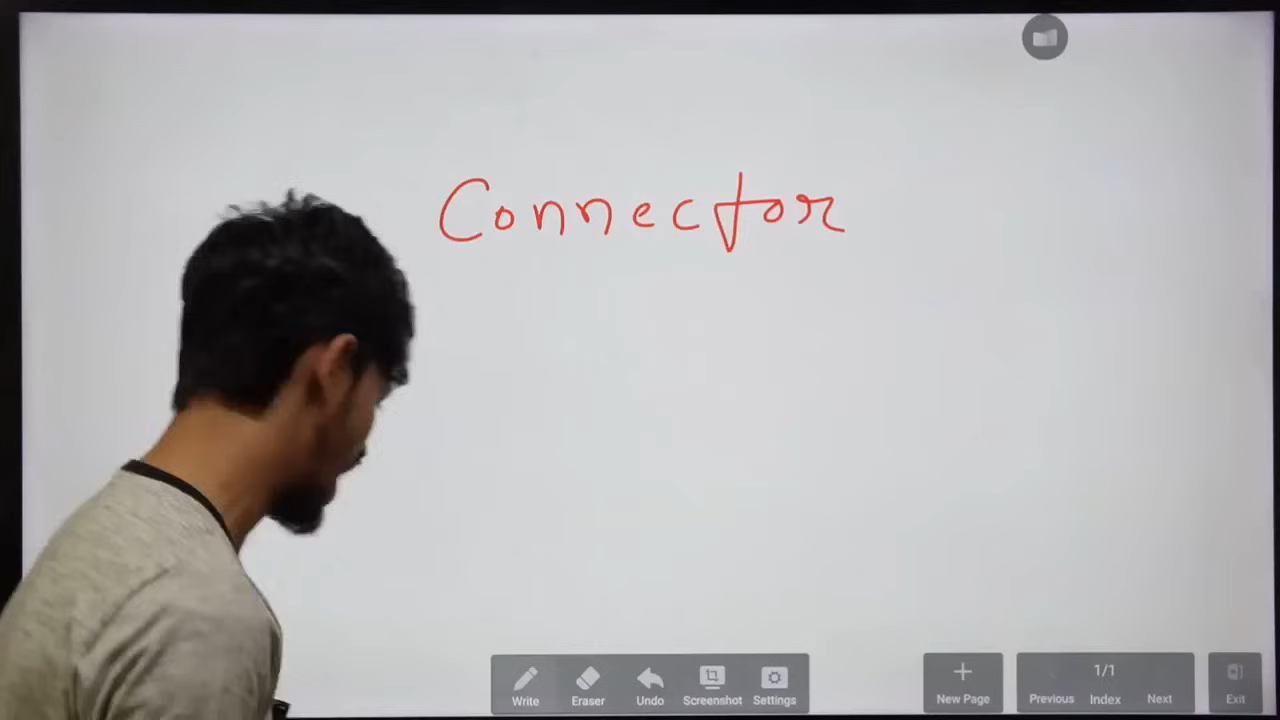 Connector
Write Eraser Undo Screenshot Settings
New Page
1/1
Previous Index Next
Exit